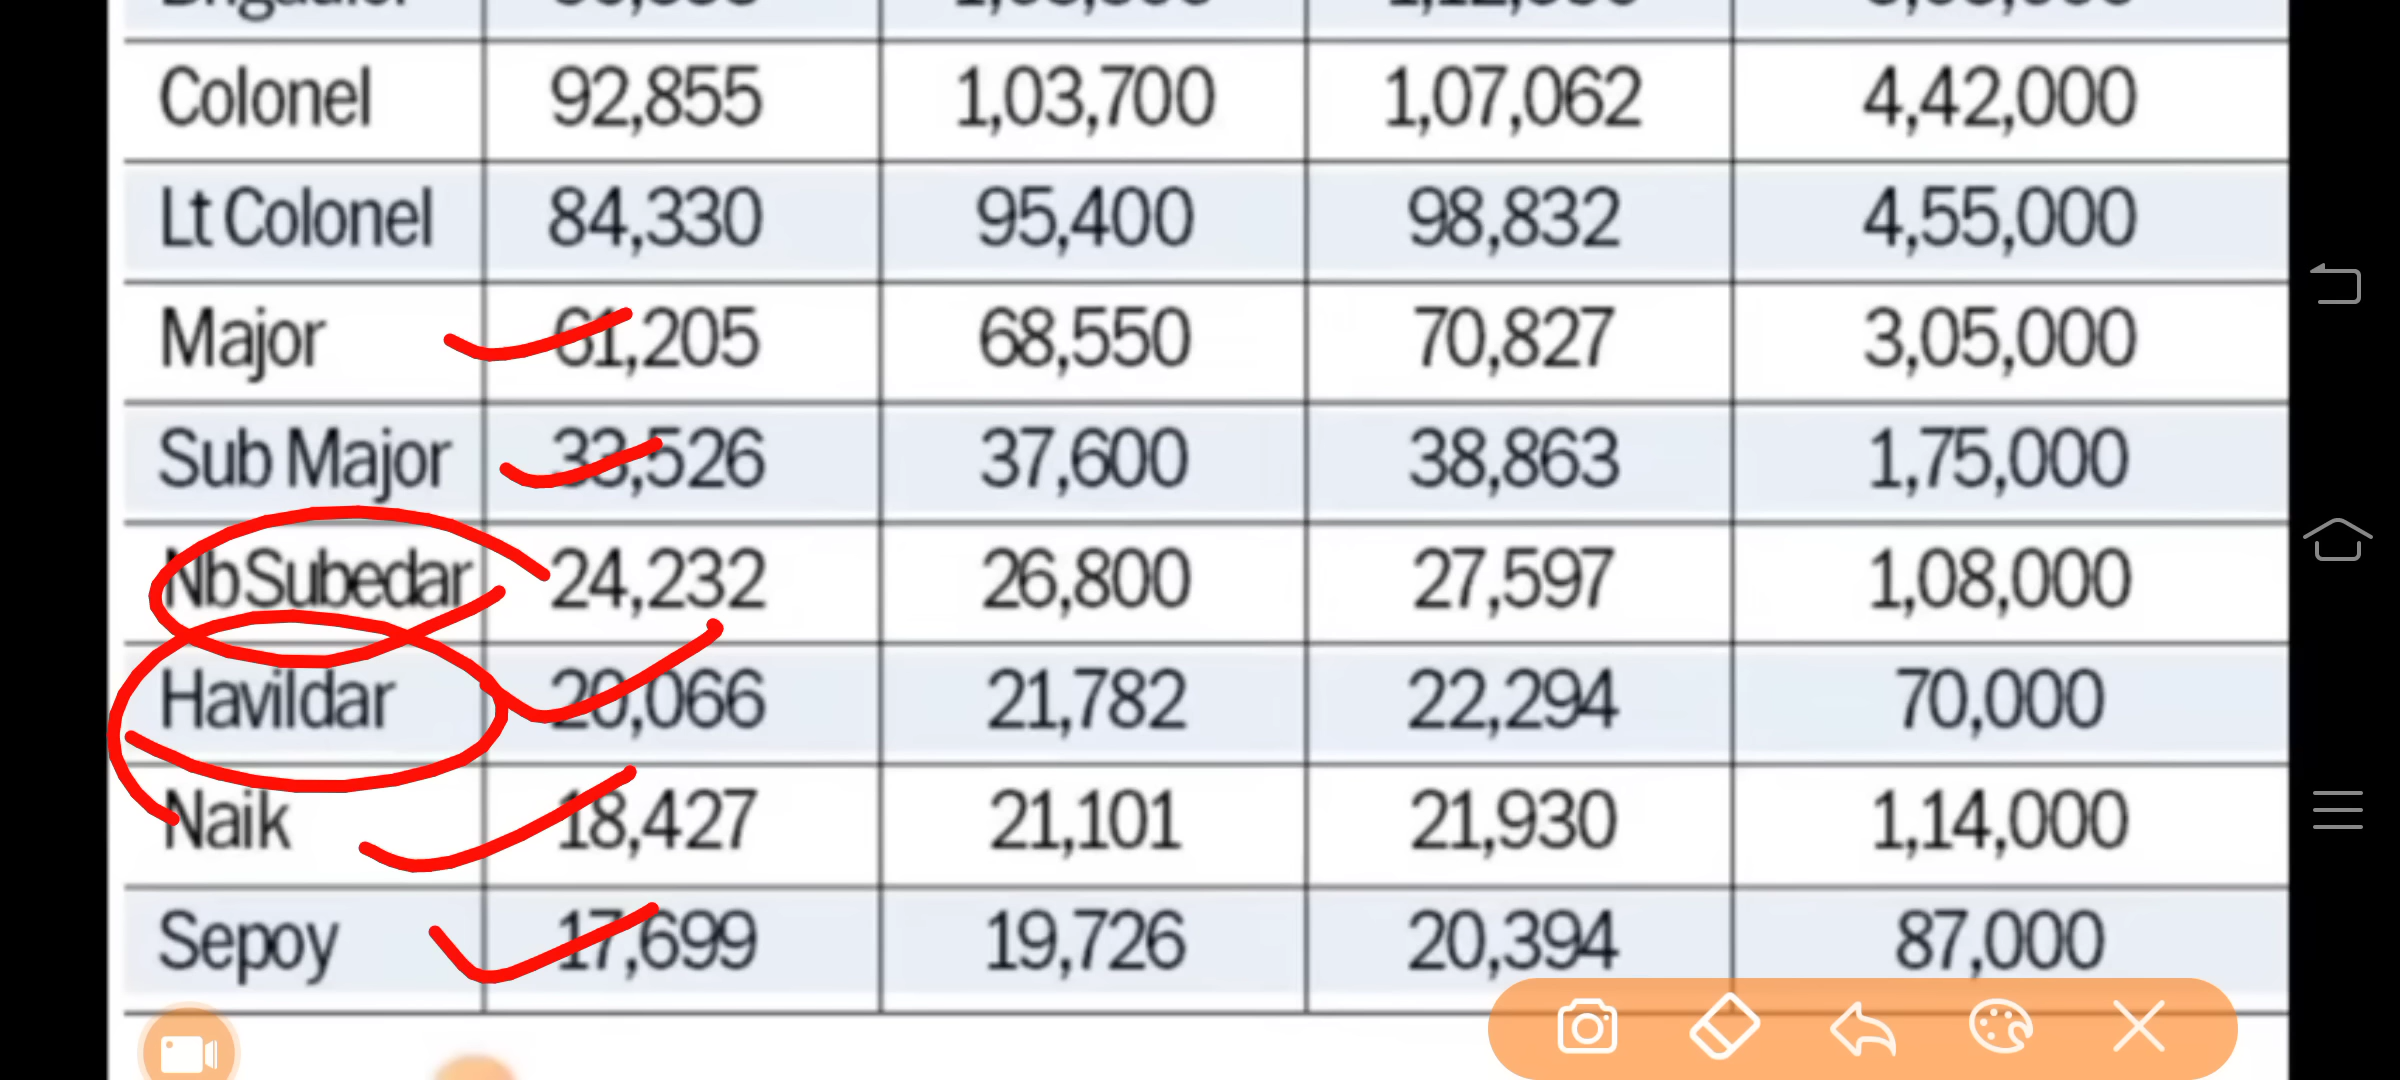 Colonel 92,855 1,03,700 1,07,062 4,42,000
Lt Colonel 84,330 95,400 98,832 4,55,000
Major 61,205 68,550 70,827 3,05,000
Sub Major 33,526 37,600 38,863 1,75,000
Nb Subedar 24,232 26,800 27,597 1,08,000
Havildar 20,066 21,782 22,294 70,000
Naik 18,427 21,101 21,930 1,14,000
Sepoy 17,699 19,726 20,394 87,000